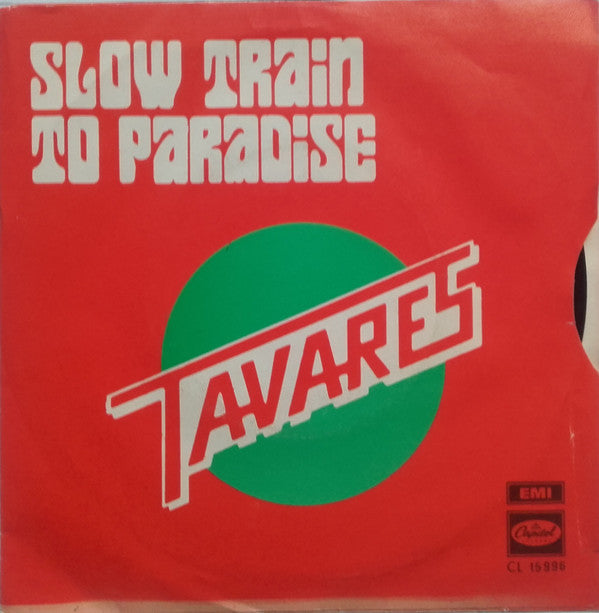 SLOW TRAIN
TO PARADISE
TAVARES
EMI
Capitol
CL 15996